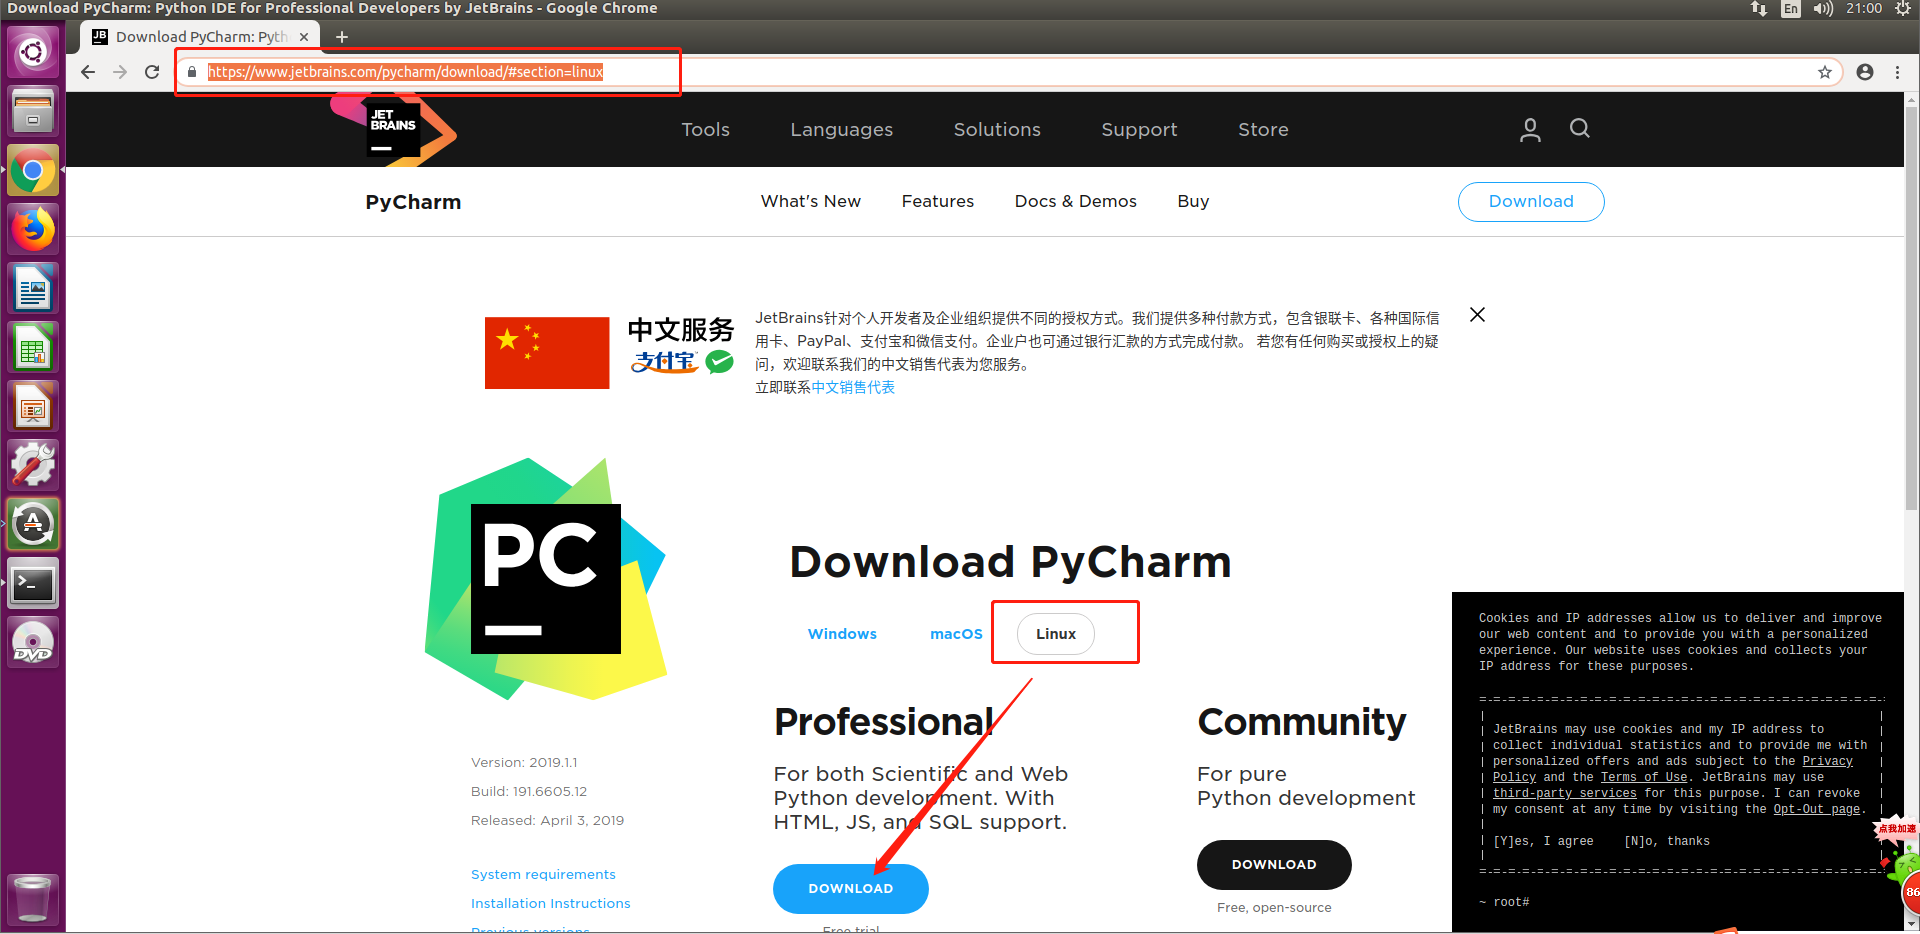 Download PyCharm: Python IDE for Professional Developers by JetBrains - Google Chrome
En
21:00
JB
Download PyCharm: Pyth
https://www.jetbrains.com/pycharm/download/#section=linux
JET
BRAINS
Tools
Languages
Solutions
Support
Store
PyCharm
What's New
Features
Docs & Demos
Buy
Download
中文服务
支付宝
JetBrains针对个人开发者及企业组织提供不同的授权方式。我们提供多种付款方式，包含银联卡、各种国际信
用卡、PayPal、支付宝和微信支付。企业户也可通过银行汇款的方式完成付款。 若您有任何购买或授权上的疑
问，欢迎联系我们的中文销售代表为您服务。
立即联系中文销售代表
PC
Download PyCharm
Windows
macOS
Linux
Version: 2019.1.1
Build: 191.6605.12
Released: April 3, 2019
System requirements
Installation Instructions
Previous versions
Professional
For both Scientific and Web
Python development. With
HTML, JS, and SQL support.
DOWNLOAD
Free trial
Community
For pure
Python development
DOWNLOAD
Free, open-source
Cookies and IP addresses allow us to deliver and improve
our web content and to provide you with a personalized
experience. Our website uses cookies and collects your
IP address for these purposes.
JetBrains may use cookies and my IP address to
collect individual statistics and to provide me with
personalized offers and ads subject to the Privacy
Policy and the Terms of Use. JetBrains may use
third-party services for this purpose. I can revoke
my consent at any time by visiting the Opt-Out page.
[Y]es, I agree [N]o, thanks
~ root#
点我加速
86
DVD